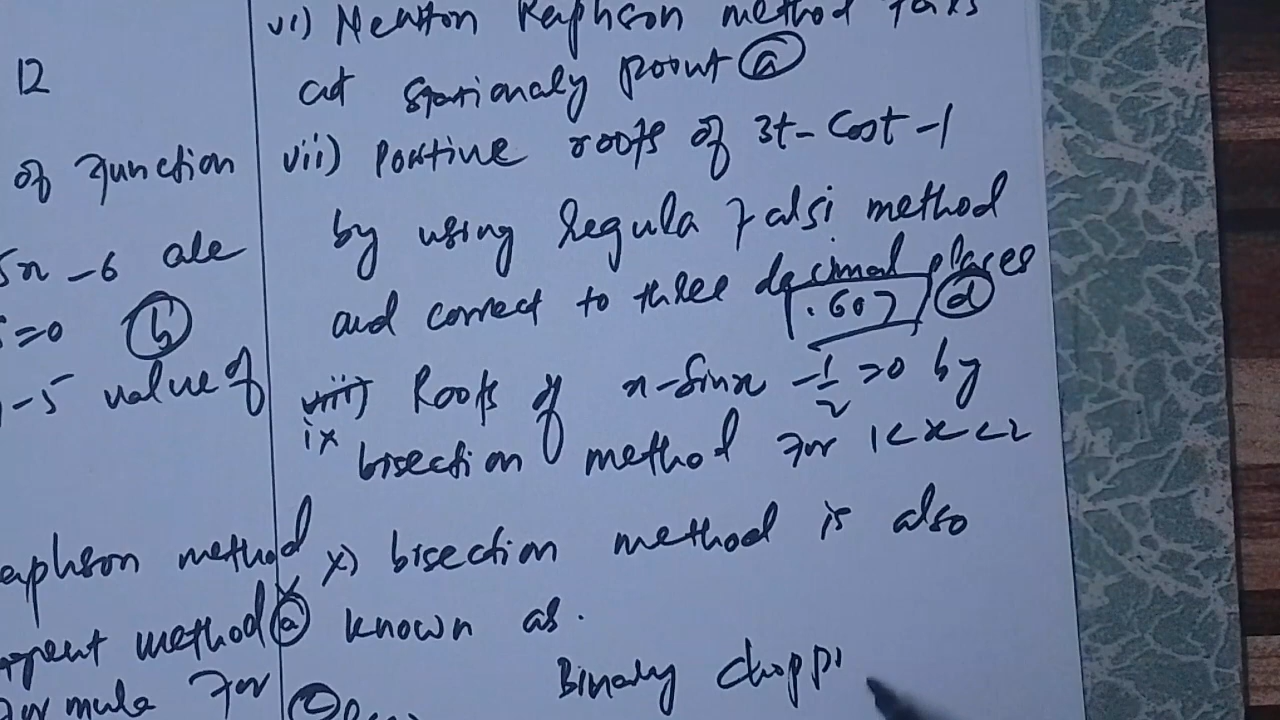 12
of function
5x -6 are
=0 (b)
-5 value of
aphson method
ngent method (a)
for mula for
vi) Newton Raphson method fails
at stationary point (a)
vii) Positive roots of 3t - Cost - 1
by using Regula falsi method
and correct to three decimal places
.607 (d)
viii) Roots of x - Sinx - 1/2 = 0 by
ix bisection method for 1< x <2
x) bisection method is also
known as.
Binary choppi